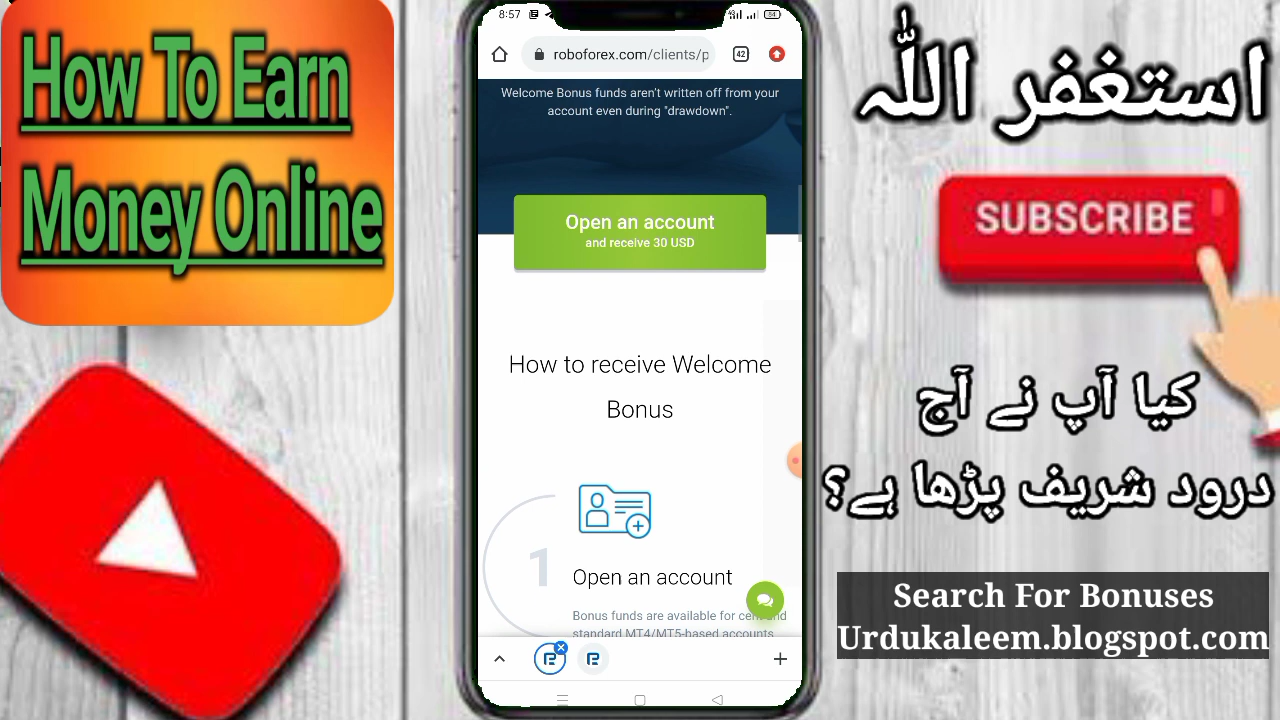 How To Earn
Money Online
8:57
54
roboforex.com/clients/p
42
Welcome Bonus funds aren't written off from your
account even during "drawdown".
Open an account
and receive 30 USD
How to receive Welcome
Bonus
1
Open an account
Bonus funds are available for cent and
standard MT4/MT5-based accounts
استغفر اللّٰہ
SUBSCRIBE
کیا آپ نے آج
درود شریف پڑھا ہے؟
Search For Bonuses
Urdukaleem.blogspot.com